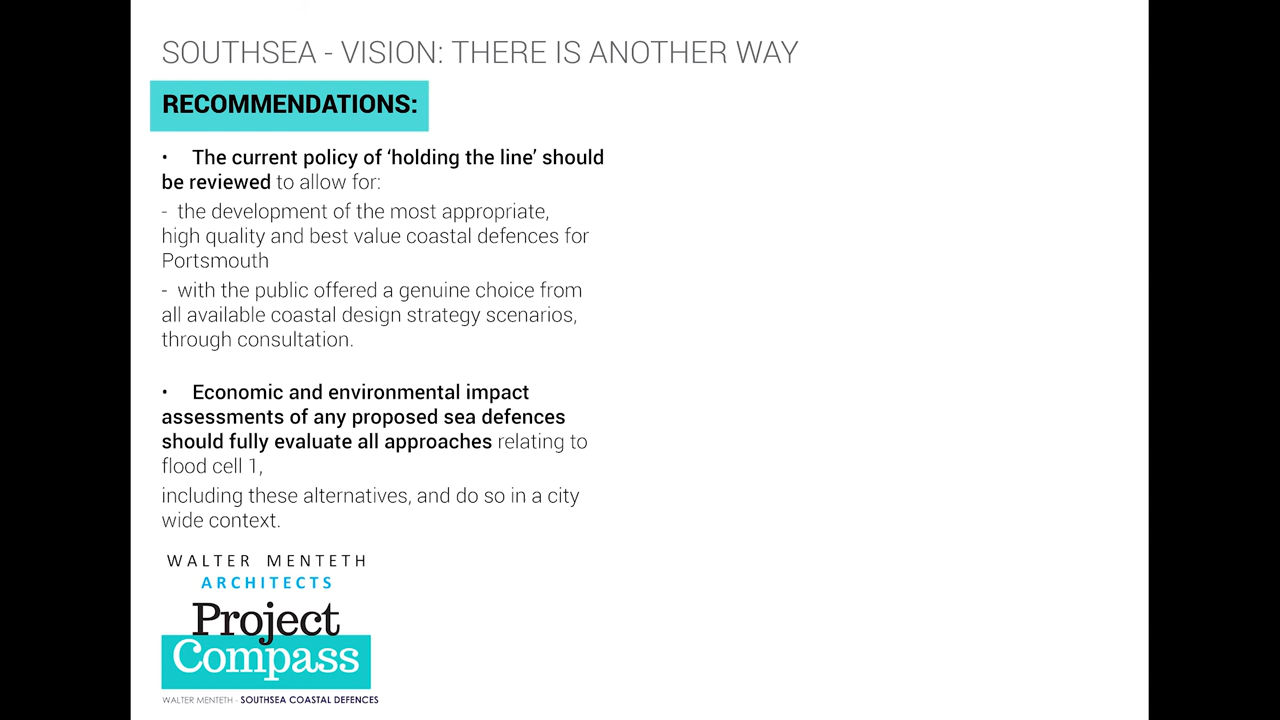 SOUTHSEA - VISION: THERE IS ANOTHER WAY
RECOMMENDATIONS:
• The current policy of ‘holding the line’ should
be reviewed to allow for:
- the development of the most appropriate,
high quality and best value coastal defences for
Portsmouth
- with the public offered a genuine choice from
all available coastal design strategy scenarios,
through consultation.
• Economic and environmental impact
assessments of any proposed sea defences
should fully evaluate all approaches relating to
flood cell 1,
including these alternatives, and do so in a city
wide context.
WALTER MENTETH
ARCHITECTS
Project
Compass
WALTER MENTETH - SOUTHSEA COASTAL DEFENCES